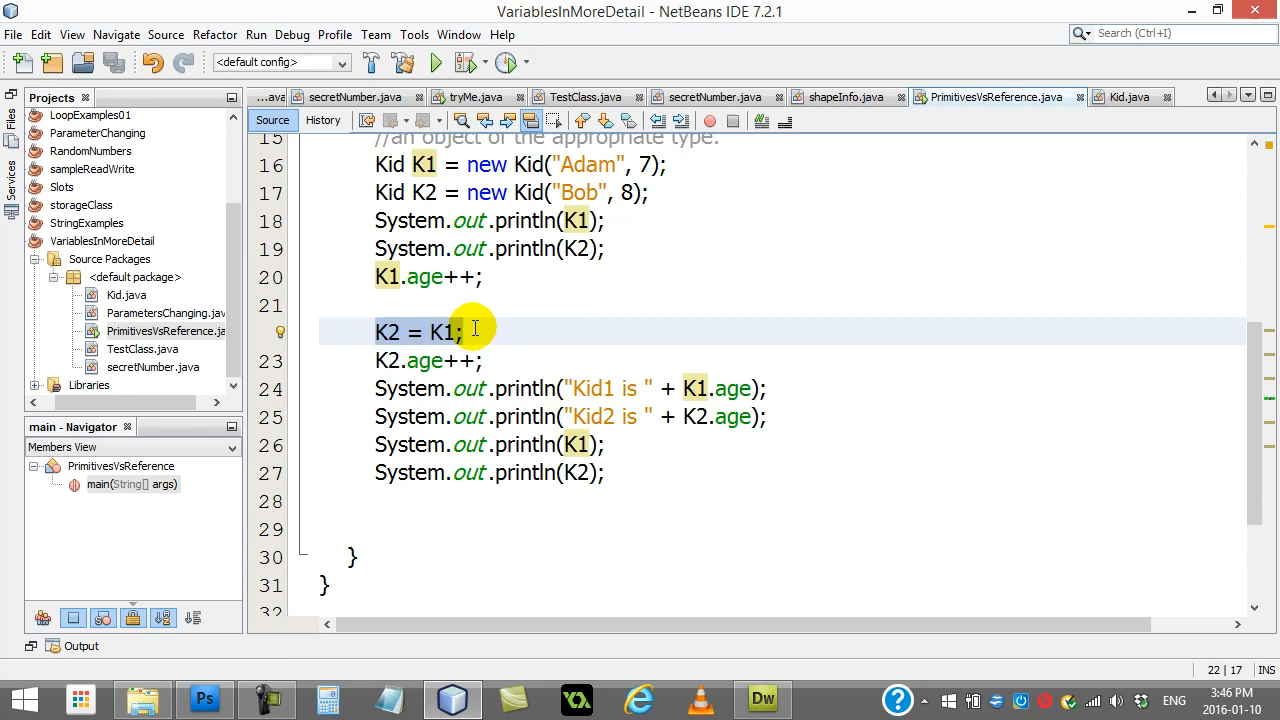 VariablesInMoreDetail - NetBeans IDE 7.2.1
File Edit View Navigate Source Refactor Run Debug Profile Team Tools Window Help
Search (Ctrl+I)
<default config>
Projects
...ava secretNumber.java tryMe.java TestClass.java secretNumber.java shapeInfo.java PrimitivesVsReference.java Kid.java
Files
Services
Source History
LoopExamples01
ParameterChanging
RandomNumbers
sampleReadWrite
Slots
storageClass
StringExamples
VariablesInMoreDetail
Source Packages
<default package>
Kid.java
ParametersChanging.java
PrimitivesVsReference.ja
TestClass.java
secretNumber.java
Libraries
main - Navigator
Members View
PrimitivesVsReference
main(String[] args)
15 //an object of the appropriate type.
16 Kid K1 = new Kid("Adam", 7);
17 Kid K2 = new Kid("Bob", 8);
18 System.out.println(K1);
19 System.out.println(K2);
20 K1.age++;
21
K2 = K1;
23 K2.age++;
24 System.out.println("Kid1 is " + K1.age);
25 System.out.println("Kid2 is " + K2.age);
26 System.out.println(K1);
27 System.out.println(K2);
28
29
30 }
31 }
32
Output
22 | 17 INS
Ps Dw ? ENG
3:46 PM
2016-01-10